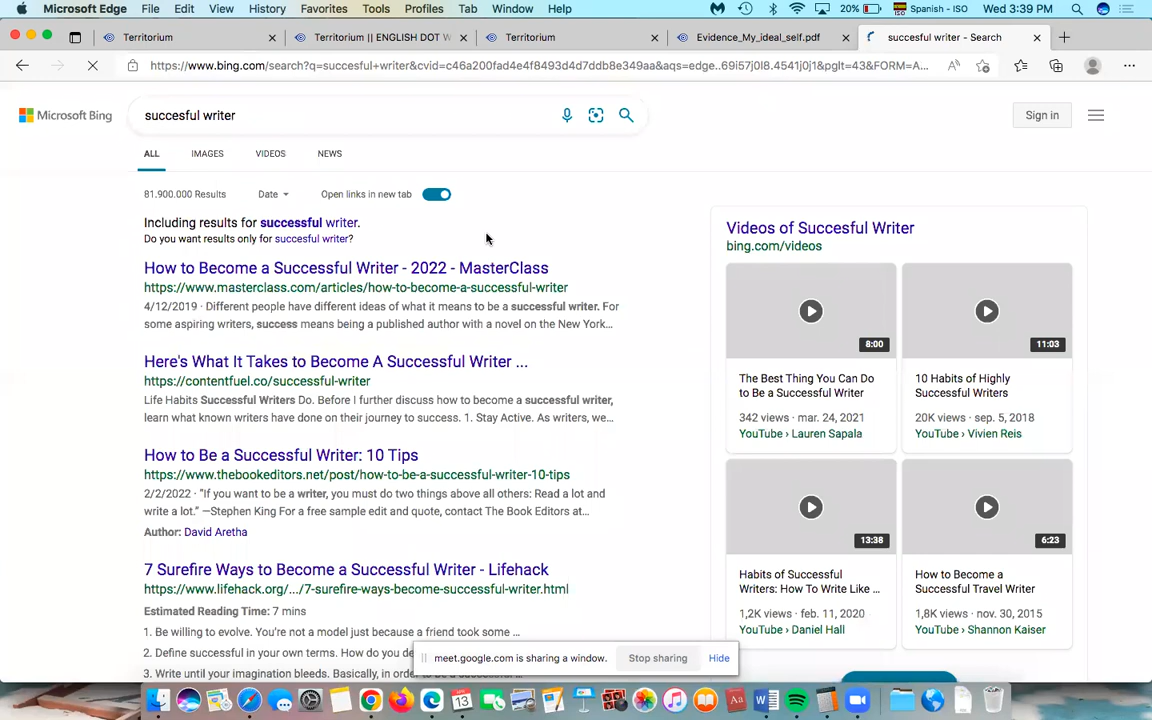 Microsoft Edge File Edit View History Favorites Tools Profiles Tab Window Help 20% Spanish - ISO Wed 3:39 PM
Territorium Territorium || ENGLISH DOT W Territorium Evidence_My_ideal_self.pdf succesful writer - Search
https://www.bing.com/search?q=succesful+writer&cvid=c46a200fad4e4f8493d4d7ddb8e349aa&aqs=edge..69i57j0l8.4541j0j1&pglt=43&FORM=A...
Microsoft Bing
succesful writer
Sign in
ALL IMAGES VIDEOS NEWS
81.900.000 Results Date Open links in new tab
Including results for successful writer.
Do you want results only for succesful writer?
How to Become a Successful Writer - 2022 - MasterClass
https://www.masterclass.com/articles/how-to-become-a-successful-writer
4/12/2019 · Different people have different ideas of what it means to be a successful writer. For
some aspiring writers, success means being a published author with a novel on the New York...
Here's What It Takes to Become A Successful Writer ...
https://contentfuel.co/successful-writer
Life Habits Successful Writers Do. Before I further discuss how to become a successful writer,
learn what known writers have done on their journey to success. 1. Stay Active. As writers, we...
How to Be a Successful Writer: 10 Tips
https://www.thebookeditors.net/post/how-to-be-a-successful-writer-10-tips
2/2/2022 · "If you want to be a writer, you must do two things above all others: Read a lot and
write a lot." —Stephen King For a free sample edit and quote, contact The Book Editors at...
Author: David Aretha
7 Surefire Ways to Become a Successful Writer - Lifehack
https://www.lifehack.org/.../7-surefire-ways-become-successful-writer.html
Estimated Reading Time: 7 mins
1. Be willing to evolve. You're not a model just because a friend took some ...
2. Define successful in your own terms. How do you de
3. Write until your imagination bleeds. Basically, in order to be a
Videos of Succesful Writer
bing.com/videos
8:00
The Best Thing You Can Do
to Be a Successful Writer
342 views · mar. 24, 2021
YouTube › Lauren Sapala
11:03
10 Habits of Highly
Successful Writers
20K views · sep. 5, 2018
YouTube › Vivien Reis
13:38
Habits of Successful
Writers: How To Write Like ...
1,2K views · feb. 11, 2020
YouTube › Daniel Hall
6:23
How to Become a
Successful Travel Writer
1,8K views · nov. 30, 2015
YouTube › Shannon Kaiser
meet.google.com is sharing a window. Stop sharing Hide
13